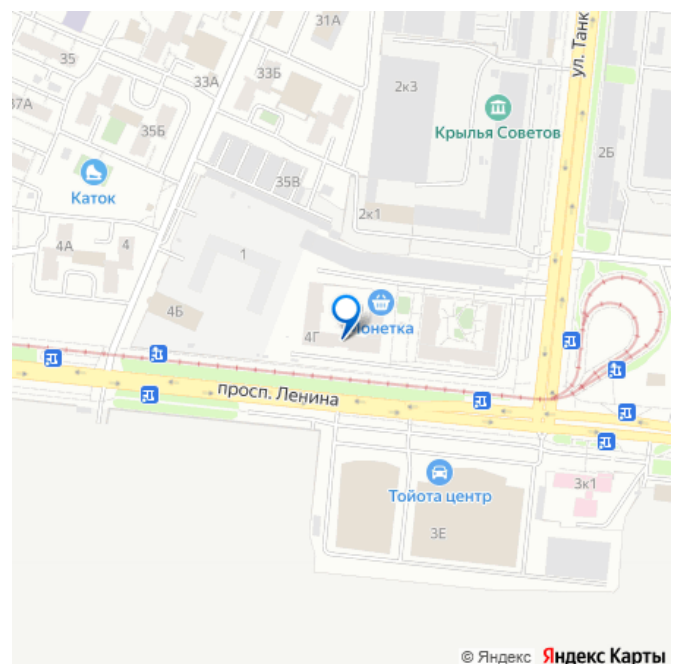 31А
ул. Танк
35
33А
33Б
2к3
37А
35Б
Крылья Советов
2Б
35В
Каток
2к1
4А
4
1
4Б
4Г
Монетка
просп. Ленина
Тойота центр
3к1
3Е
© Яндекс Яндекс Карты